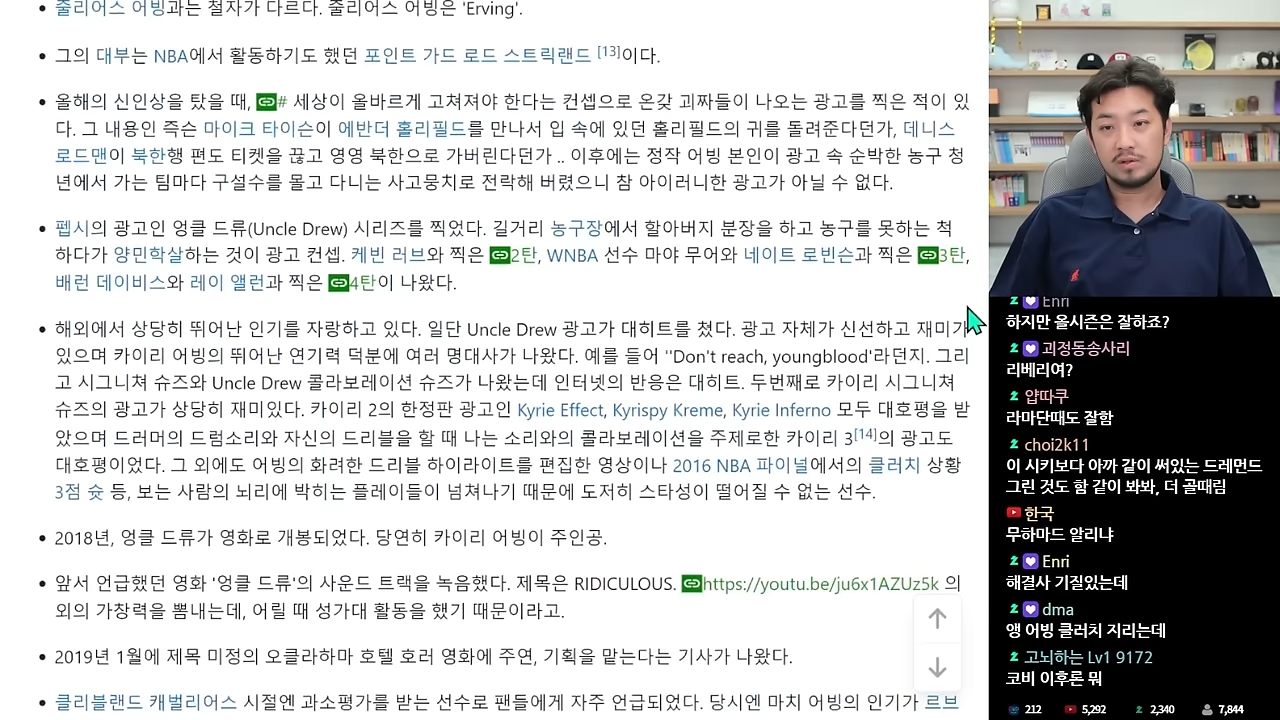 줄리어스 어빙과는 철자가 다르다. 줄리어스 어빙은 'Erving'.
• 그의 대부는 NBA에서 활동하기도 했던 포인트 가드 로드 스트릭랜드 [13]이다.
• 올해의 신인상을 탔을 때, # 세상이 올바르게 고쳐져야 한다는 컨셉으로 온갖 괴짜들이 나오는 광고를 찍은 적이 있
다. 그 내용인 즉슨 마이크 타이슨이 에반더 홀리필드를 만나서 입 속에 있던 홀리필드의 귀를 돌려준다던가, 데니스
로드맨이 북한행 편도 티켓을 끊고 영영 북한으로 가버린다던가 .. 이후에는 정작 어빙 본인이 광고 속 순박한 농구 청
년에서 가는 팀마다 구설수를 몰고 다니는 사고뭉치로 전락해 버렸으니 참 아이러니한 광고가 아닐 수 없다.
• 펩시의 광고인 엉클 드류(Uncle Drew) 시리즈를 찍었다. 길거리 농구장에서 할아버지 분장을 하고 농구를 못하는 척
하다가 양민학살하는 것이 광고 컨셉. 케빈 러브와 찍은 2탄, WNBA 선수 마야 무어와 네이트 로빈슨과 찍은 3탄,
배런 데이비스와 레이 앨런과 찍은 4탄이 나왔다.
• 해외에서 상당히 뛰어난 인기를 자랑하고 있다. 일단 Uncle Drew 광고가 대히트를 쳤다. 광고 자체가 신선하고 재미가
있으며 카이리 어빙의 뛰어난 연기력 덕분에 여러 명대사가 나왔다. 예를 들어 ''Don't reach, youngblood'라던지. 그리
고 시그니쳐 슈즈와 Uncle Drew 콜라보레이션 슈즈가 나왔는데 인터넷의 반응은 대히트. 두번째로 카이리 시그니쳐
슈즈의 광고가 상당히 재미있다. 카이리 2의 한정판 광고인 Kyrie Effect, Kyrispy Kreme, Kyrie Inferno 모두 대호평을 받
았으며 드러머의 드럼소리와 자신의 드리블을 할 때 나는 소리와의 콜라보레이션을 주제로한 카이리 3[14]의 광고도
대호평이었다. 그 외에도 어빙의 화려한 드리블 하이라이트를 편집한 영상이나 2016 NBA 파이널에서의 클러치 상황
3점 슛 등, 보는 사람의 뇌리에 박히는 플레이들이 넘쳐나기 때문에 도저히 스타성이 떨어질 수 없는 선수.
• 2018년, 엉클 드류가 영화로 개봉되었다. 당연히 카이리 어빙이 주인공.
• 앞서 언급했던 영화 '엉클 드류'의 사운드 트랙을 녹음했다. 제목은 RIDICULOUS. https://youtu.be/ju6x1AZUz5k 의
외의 가창력을 뽐내는데, 어릴 때 성가대 활동을 했기 때문이라고.
• 2019년 1월에 제목 미정의 오클라하마 호텔 호러 영화에 주연, 기획을 맡는다는 기사가 나왔다.
• 클리블랜드 캐벌리어스 시절엔 과소평가를 받는 선수로 팬들에게 자주 언급되었다. 당시엔 마치 어빙의 인기가 르브
Enri
하지만 올시즌은 잘하죠?
괴정동송사리
리베리여?
얍따쿠
라마단때도 잘함
choi2k11
이 시키보다 아까 같이 써있는 드레먼드
그린 것도 함 같이 봐봐, 더 골때림
한국
무하마드 알리냐
Enri
해결사 기질있는데
dma
앵 어빙 클러치 지리는데
고뇌하는 Lv1 9172
코비 이후론 뭐
212 5,292 2,340 7,844